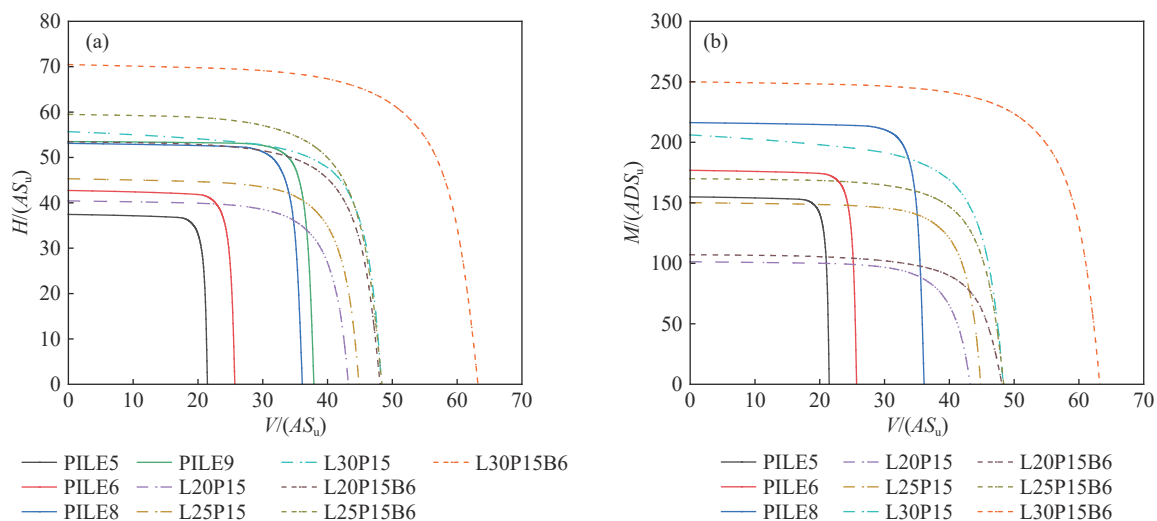 (a)
80
70
60
50
40
30
20
10
0
H/(ASu)
0 10 20 30 40 50 60 70
V/(ASu)
PILE5 PILE9 L30P15 L30P15B6
PILE6 L20P15 L20P15B6
PILE8 L25P15 L25P15B6
(b)
300
250
200
150
100
50
0
M/(ADSu)
0 10 20 30 40 50 60 70
V/(ASu)
PILE5 L20P15 L20P15B6
PILE6 L25P15 L25P15B6
PILE8 L30P15 L30P15B6